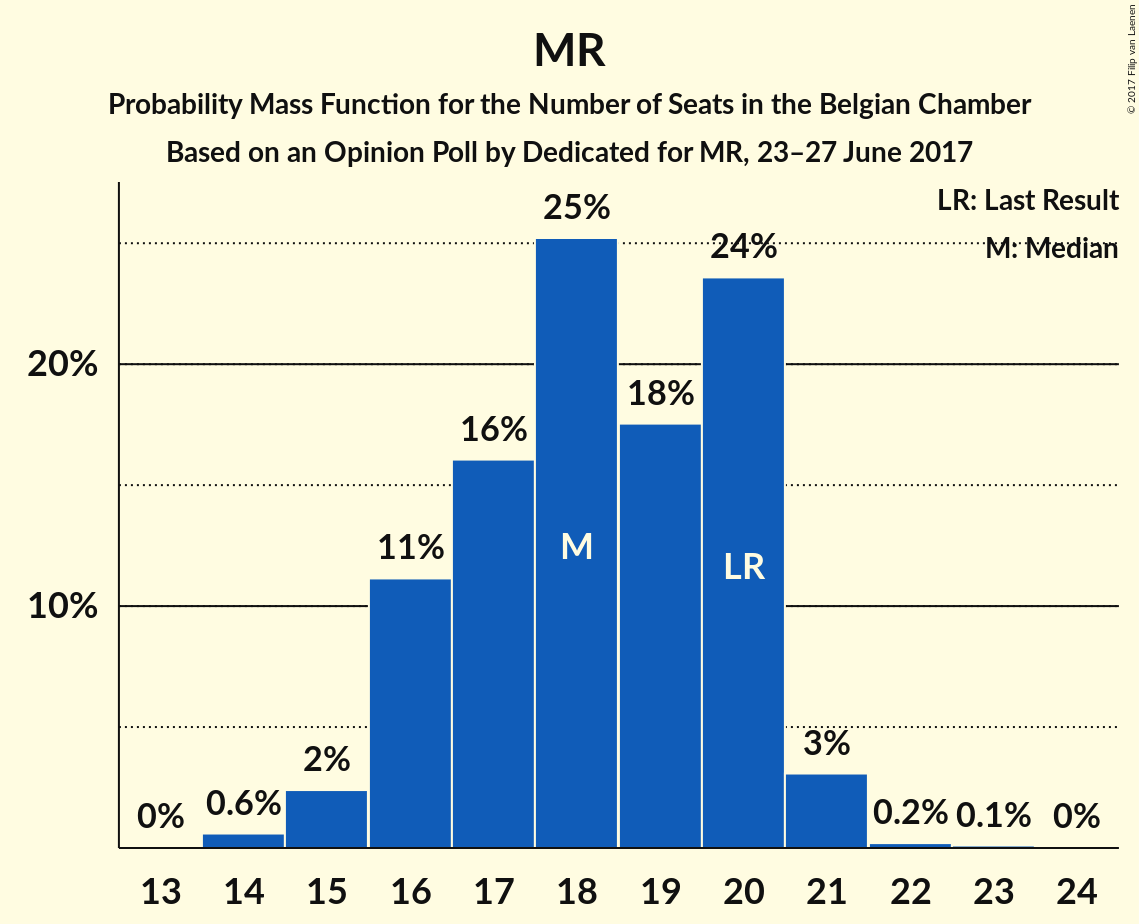 MR
Probability Mass Function for the Number of Seats in the Belgian Chamber
Based on an Opinion Poll by Dedicated for MR, 23–27 June 2017
© 2017 Filip van Laenen
LR: Last Result
M: Median
20%
10%
0%
0.6%
2%
11%
16%
25%
18%
24%
3%
0.2%
0.1%
0%
M
LR
13 14 15 16 17 18 19 20 21 22 23 24